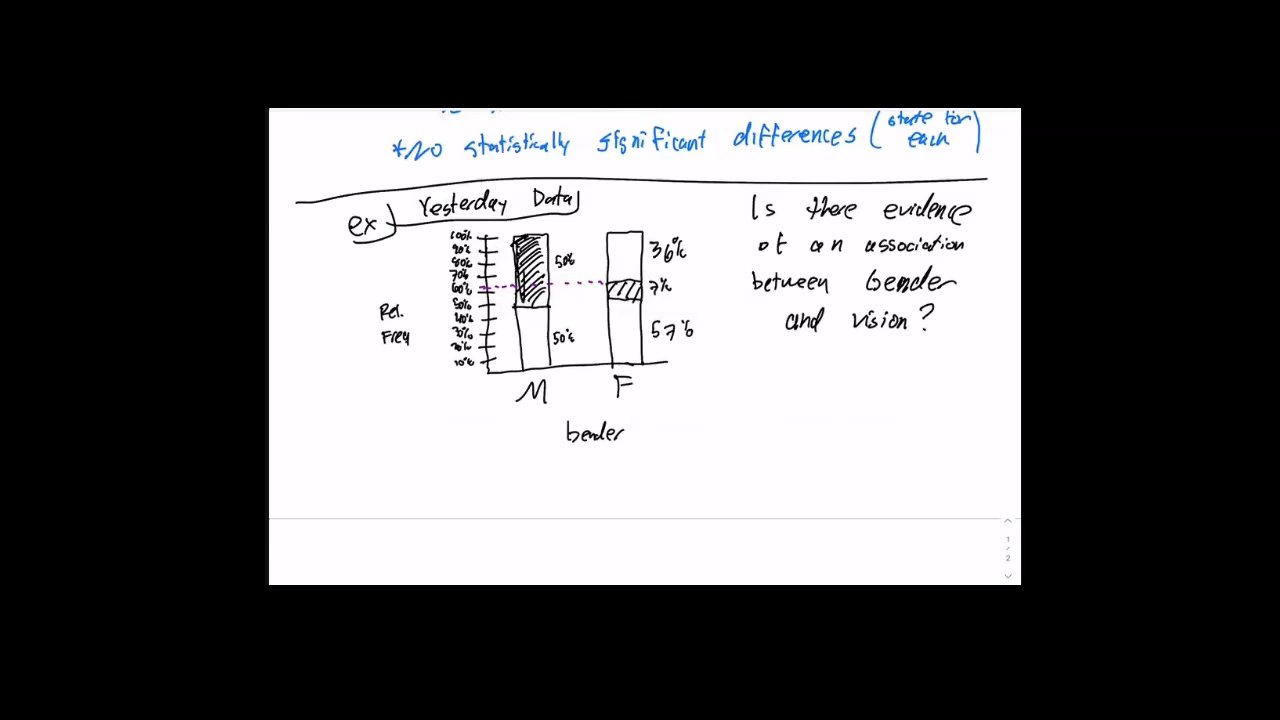 *No statistically significant differences (state for
each)
ex) Yesterday Data
Is there evidence
of an association
between Gender
and vision?
100%
90%
80%
70%
60%
50%
40%
30%
20%
10%
Rel.
Freq
50%
50%
36%
7%
57%
M F
Gender
1
2